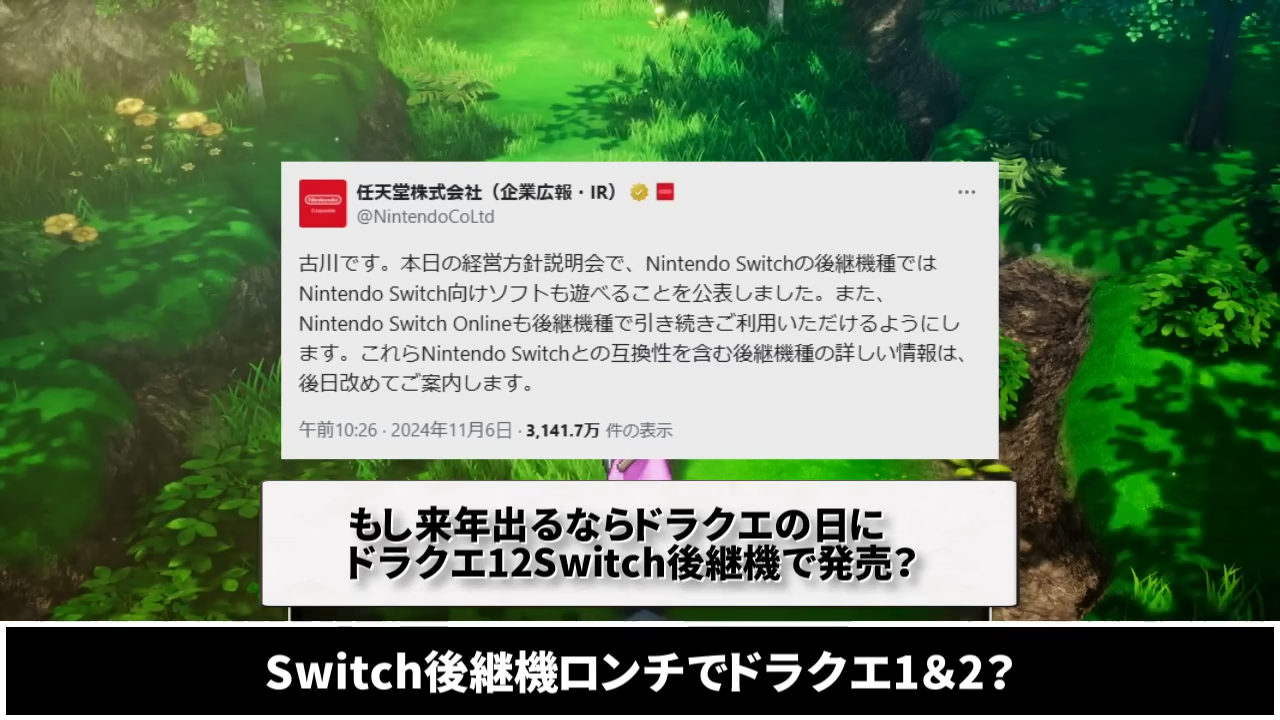 任天堂株式会社（企業広報・IR）
@NintendoCoLtd
古川です。本日の経営方針説明会で、Nintendo Switchの後継機種では
Nintendo Switch向けソフトも遊べることを公表しました。また、
Nintendo Switch Onlineも後継機種で引き続きご利用いただけるようにし
ます。これらNintendo Switchとの互換性を含む後継機種の詳しい情報は、
後日改めてご案内します。
午前10:26 · 2024年11月6日 · 3,141.7万 件の表示
もし来年出るならドラクエの日に
ドラクエ12Switch後継機で発売？
Switch後継機ロンチでドラクエ1&2？